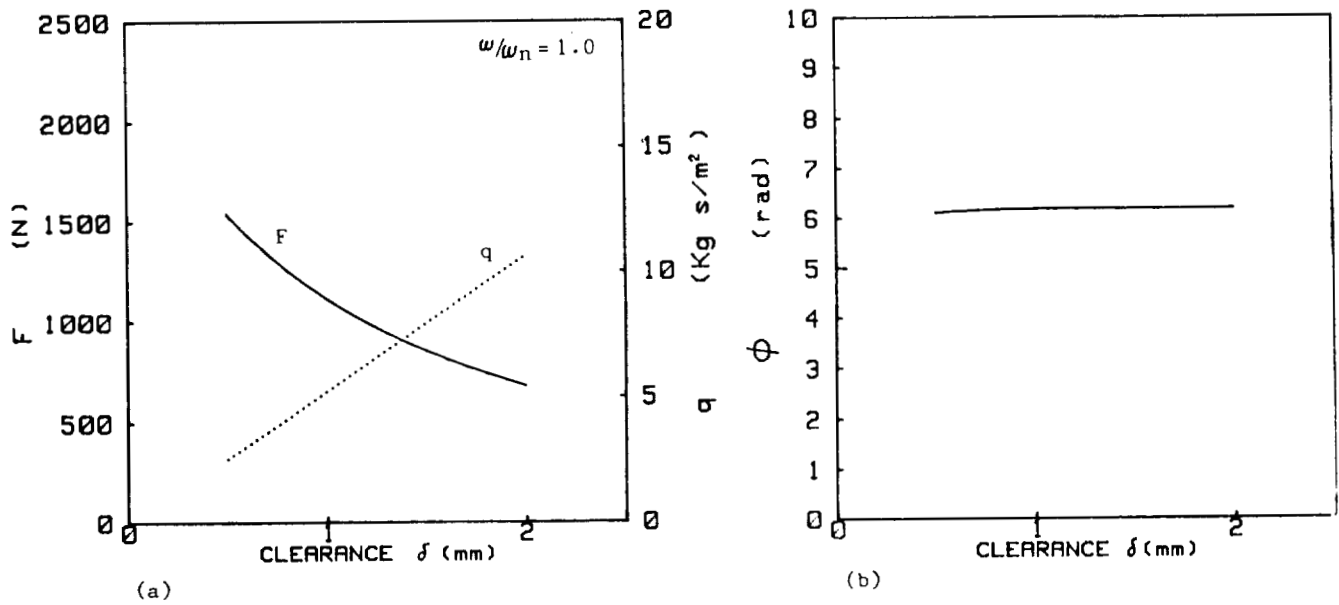 2500
2000
1500
1000
500
0
F (N)
0
1
2
CLEARANCE δ (mm)
20
15
10
5
0
q (Kg s/m²)
ω/ωn = 1.0
F
q
(a)
10
9
8
7
6
5
4
3
2
1
0
ϕ (rad)
0
1
2
CLEARANCE δ (mm)
(b)